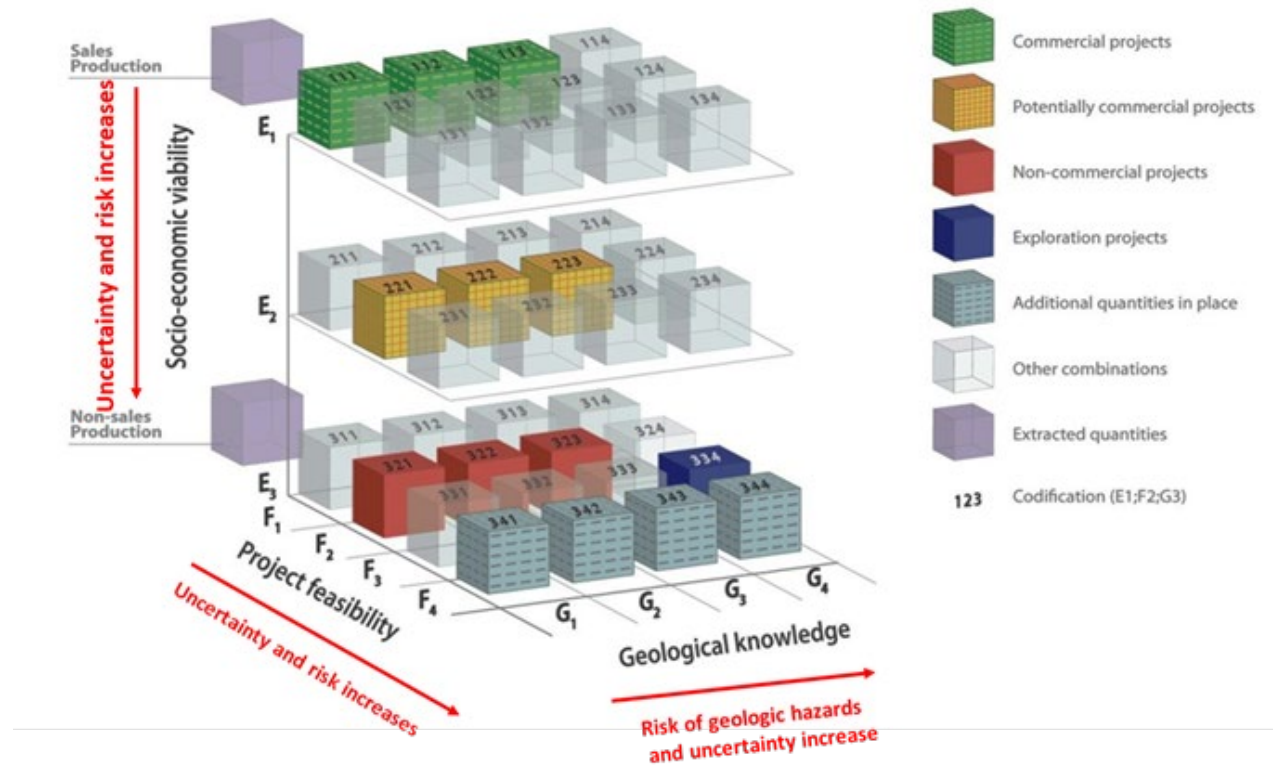 Sales
Production
Uncertainty and risk increases
Socio-economic viability
Non-sales
Production
E1
E2
E3
111
112
113
114
121
122
123
124
131
132
133
134
211
212
213
214
221
222
223
224
231
232
233
234
311
312
313
314
321
322
323
324
331
332
333
334
341
342
343
344
F1
F2
F3
F4
Project feasibility
Uncertainty and risk increases
G1
G2
G3
G4
Geological knowledge
Risk of geologic hazards
and uncertainty increase
Commercial projects
Potentially commercial projects
Non-commercial projects
Exploration projects
Additional quantities in place
Other combinations
Extracted quantities
123 Codification (E1;F2;G3)